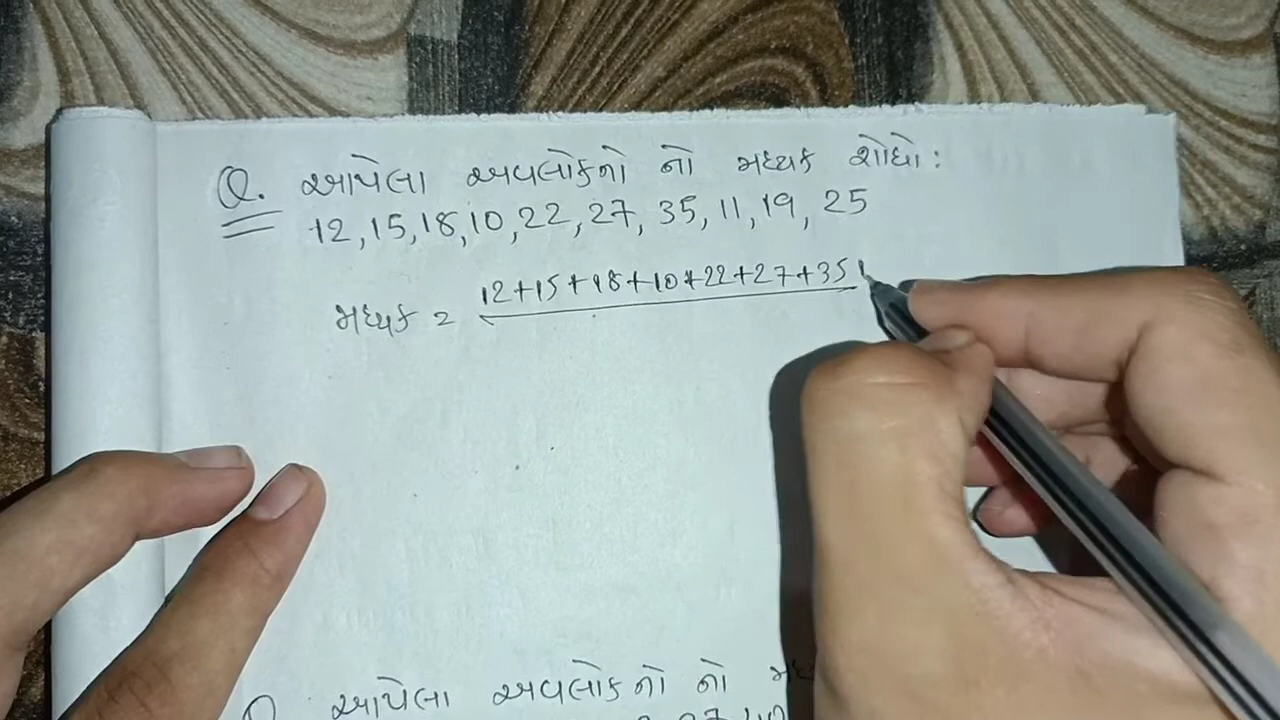 Q. આપેલા અવલોકનો નો મધ્યક શોધો :
12, 15, 18, 10, 22, 27, 35, 11, 19, 25
મધ્યક = 12+15+18+10+22+27+35
Q આપેલા અવલોકનો નો